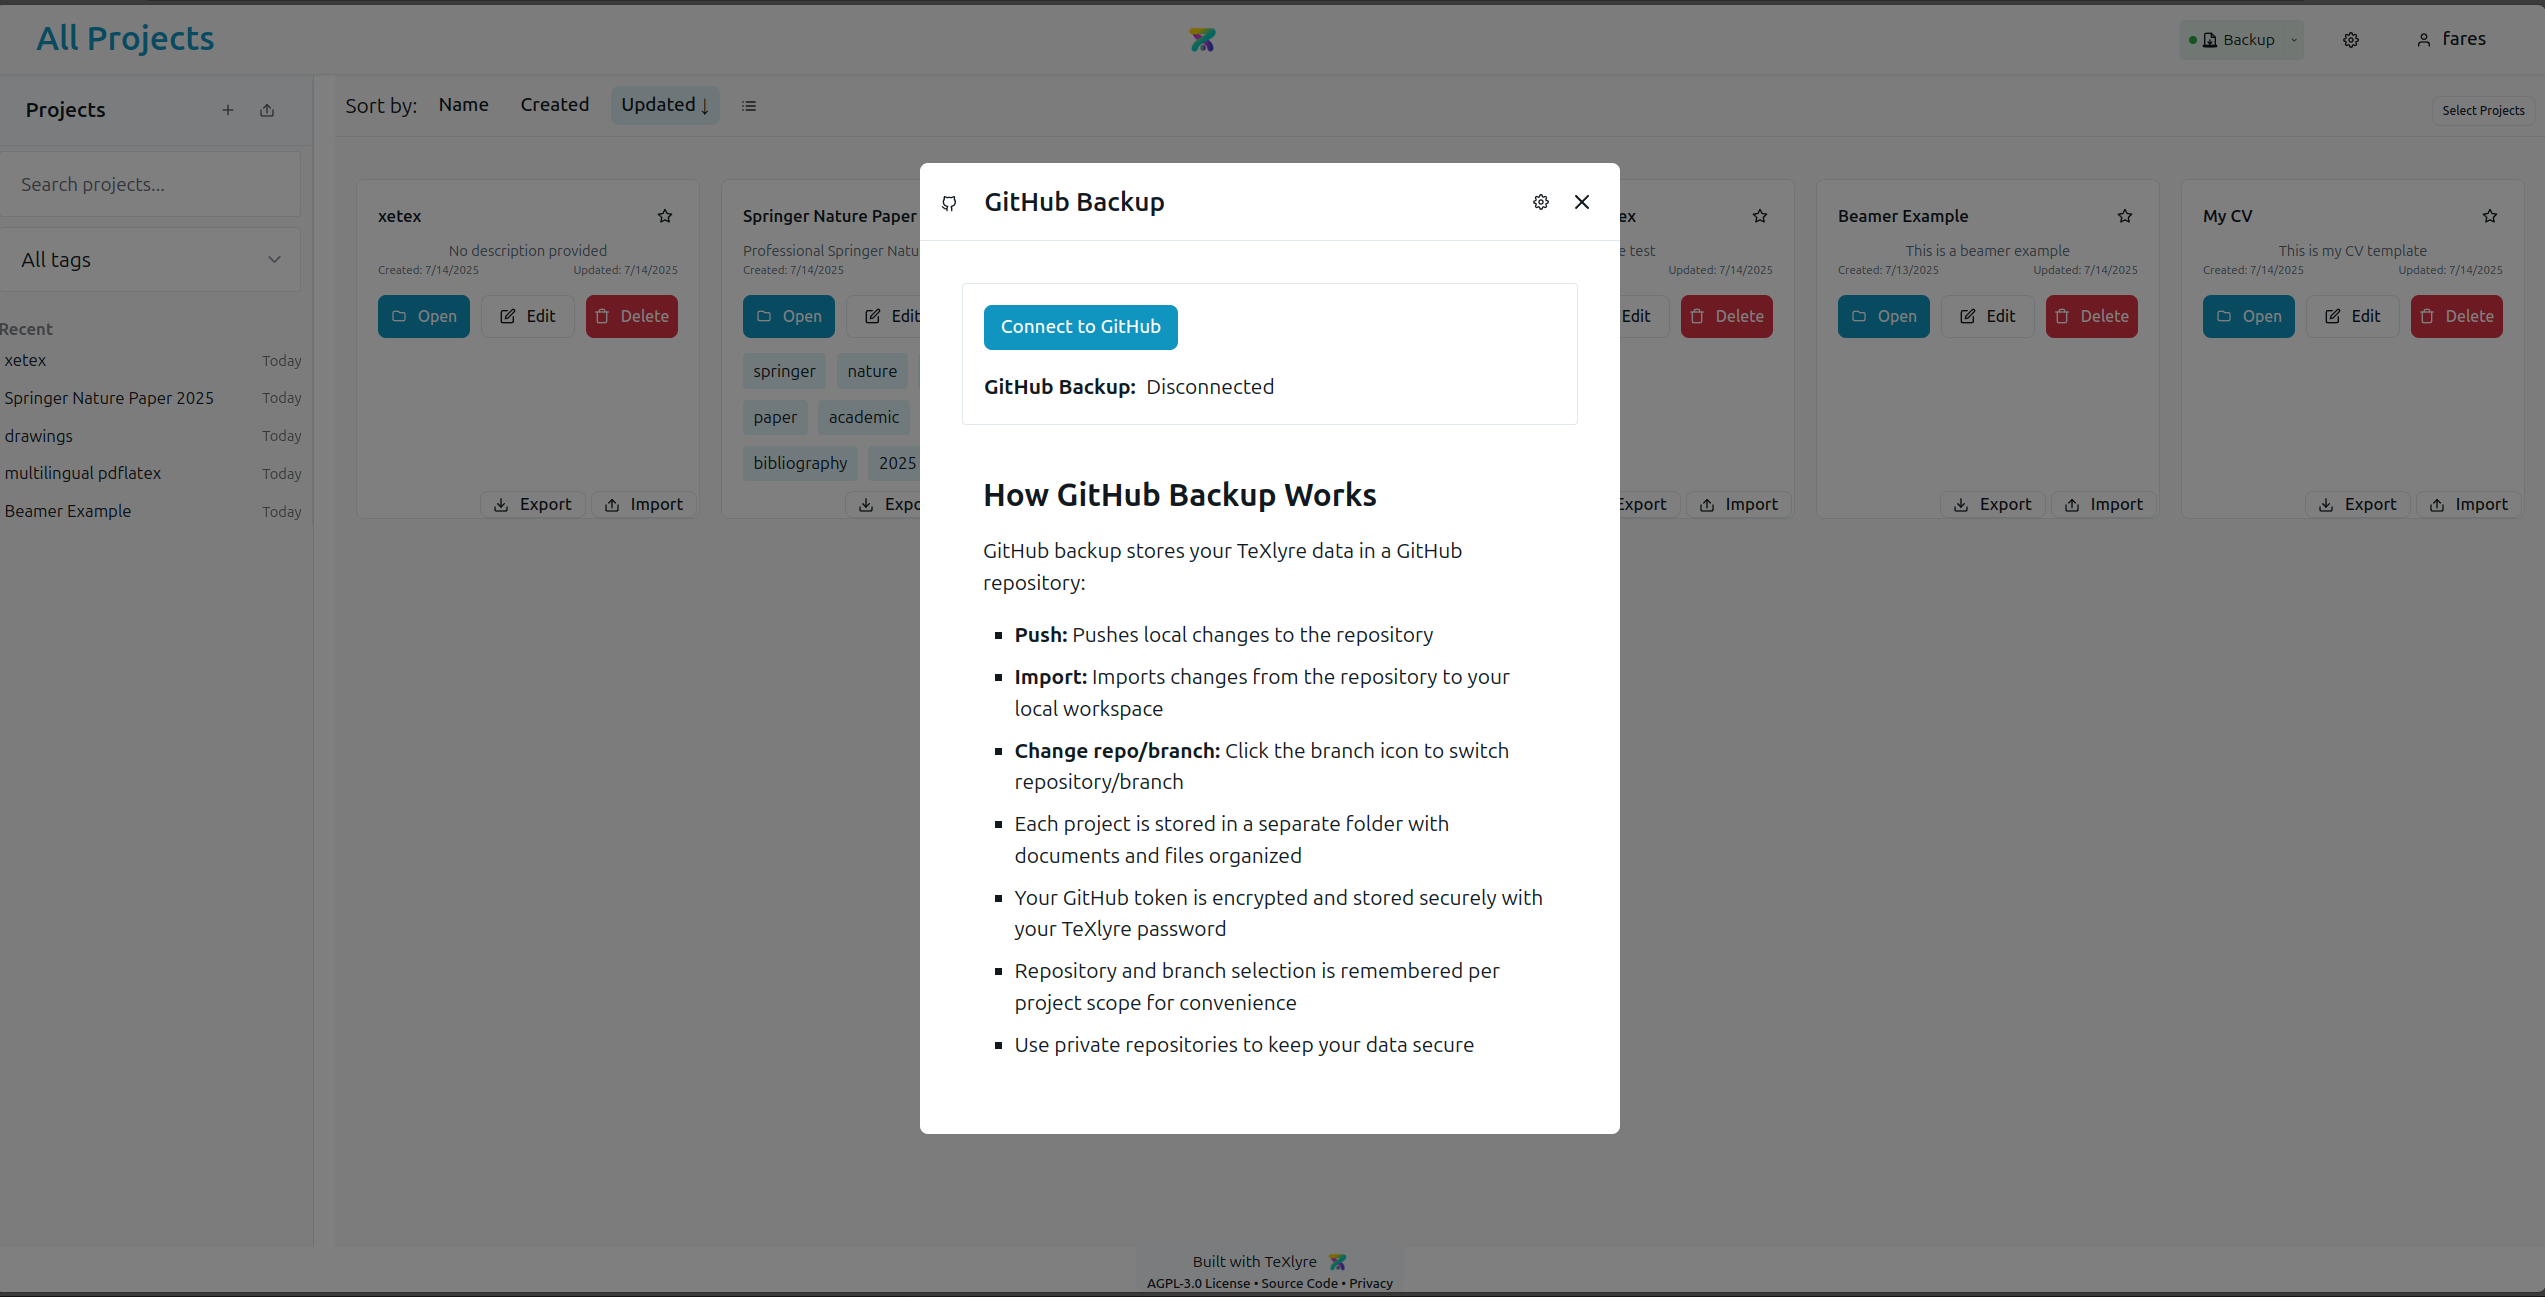 All Projects
Backup
fares
Projects
Sort by: Name Created Updated ↓
Select Projects
Search projects...
All tags
Recent
xetex Today
Springer Nature Paper 2025 Today
drawings Today
multilingual pdflatex Today
Beamer Example Today
xetex
No description provided
Created: 7/14/2025 Updated: 7/14/2025
Open Edit Delete
Export Import
Springer Nature Paper
Professional Springer Natu
Created: 7/14/2025
Open Edit
springer nature
paper academic
bibliography 2025
Expo
GitHub Backup
Connect to GitHub
GitHub Backup: Disconnected
How GitHub Backup Works
GitHub backup stores your TeXlyre data in a GitHub
repository:
▪ Push: Pushes local changes to the repository
▪ Import: Imports changes from the repository to your
local workspace
▪ Change repo/branch: Click the branch icon to switch
repository/branch
▪ Each project is stored in a separate folder with
documents and files organized
▪ Your GitHub token is encrypted and stored securely with
your TeXlyre password
▪ Repository and branch selection is remembered per
project scope for convenience
▪ Use private repositories to keep your data secure
ex
e test
Updated: 7/14/2025
Edit Delete
Export Import
Beamer Example
This is a beamer example
Created: 7/13/2025 Updated: 7/14/2025
Open Edit Delete
Export Import
My CV
This is my CV template
Created: 7/14/2025 Updated: 7/14/2025
Open Edit Delete
Export Import
Built with TeXlyre
AGPL-3.0 License • Source Code • Privacy